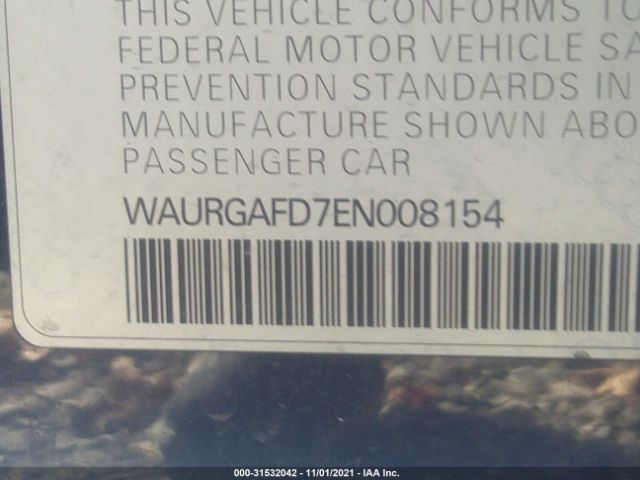 THIS VEHICLE CONFORMS TO
FEDERAL MOTOR VEHICLE SA
PREVENTION STANDARDS IN
MANUFACTURE SHOWN ABO
PASSENGER CAR
WAURGAFD7EN008154
000-31532042 - 11/01/2021 - IAA Inc.